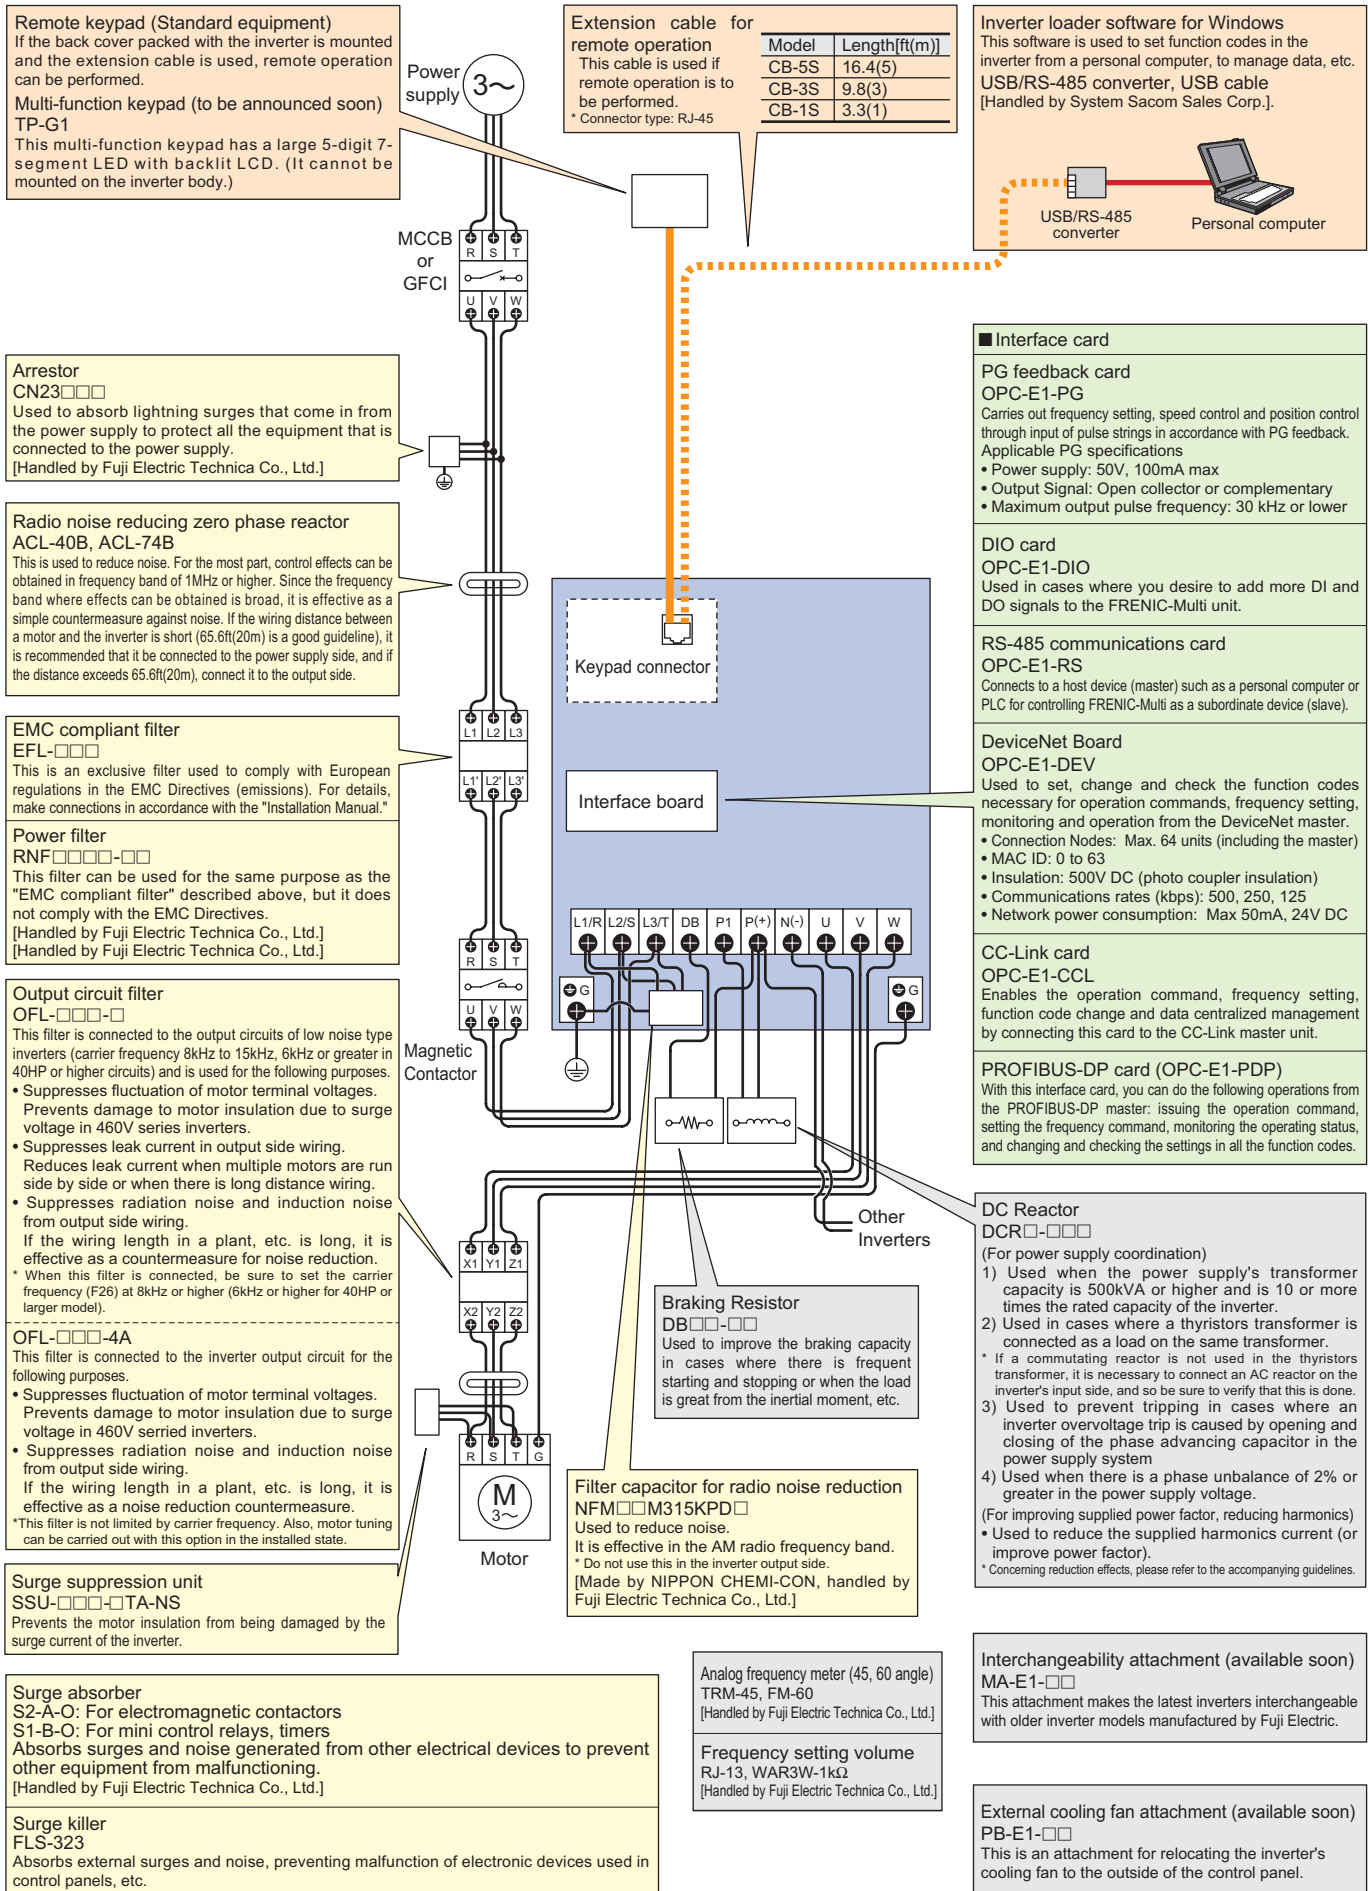 Remote keypad (Standard equipment)
If the back cover packed with the inverter is mounted
and the extension cable is used, remote operation
can be performed.
Multi-function keypad (to be announced soon)
TP-G1
This multi-function keypad has a large 5-digit 7-
segment LED with backlit LCD. (It cannot be
mounted on the inverter body.)
Power
supply
3~
Extension cable for
remote operation
This cable is used if
remote operation is to
be performed.
* Connector type: RJ-45
Model Length[ft(m)]
CB-5S 16.4(5)
CB-3S 9.8(3)
CB-1S 3.3(1)
Inverter loader software for Windows
This software is used to set function codes in the
inverter from a personal computer, to manage data, etc.
USB/RS-485 converter, USB cable
[Handled by System Sacom Sales Corp.].
USB/RS-485
converter
Personal computer
MCCB
or
GFCI
R S T
U V W
Arrestor
CN23□□□
Used to absorb lightning surges that come in from
the power supply to protect all the equipment that is
connected to the power supply.
[Handled by Fuji Electric Technica Co., Ltd.]
Radio noise reducing zero phase reactor
ACL-40B, ACL-74B
This is used to reduce noise. For the most part, control effects can be
obtained in frequency band of 1MHz or higher. Since the frequency
band where effects can be obtained is broad, it is effective as a
simple countermeasure against noise. If the wiring distance between
a motor and the inverter is short (65.6ft(20m) is a good guideline), it
is recommended that it be connected to the power supply side, and if
the distance exceeds 65.6ft(20m), connect it to the output side.
EMC compliant filter
EFL-□□□
This is an exclusive filter used to comply with European
regulations in the EMC Directives (emissions). For details,
make connections in accordance with the "Installation Manual."
Power filter
RNF□□□□-□□
This filter can be used for the same purpose as the
"EMC compliant filter" described above, but it does
not comply with the EMC Directives.
[Handled by Fuji Electric Technica Co., Ltd.]
[Handled by Fuji Electric Technica Co., Ltd.]
L1 L2 L3
L1' L2' L3'
R S T
U V W
Magnetic
Contactor
Keypad connector
Interface board
L1/R L2/S L3/T DB P1 P(+) N(-) U V W
G
G
■Interface card
PG feedback card
OPC-E1-PG
Carries out frequency setting, speed control and position control
through input of pulse strings in accordance with PG feedback.
Applicable PG specifications
• Power supply: 50V, 100mA max
• Output Signal: Open collector or complementary
• Maximum output pulse frequency: 30 kHz or lower
DIO card
OPC-E1-DIO
Used in cases where you desire to add more DI and
DO signals to the FRENIC-Multi unit.
RS-485 communications card
OPC-E1-RS
Connects to a host device (master) such as a personal computer or
PLC for controlling FRENIC-Multi as a subordinate device (slave).
DeviceNet Board
OPC-E1-DEV
Used to set, change and check the function codes
necessary for operation commands, frequency setting,
monitoring and operation from the DeviceNet master.
• Connection Nodes: Max. 64 units (including the master)
• MAC ID: 0 to 63
• Insulation: 500V DC (photo coupler insulation)
• Communications rates (kbps): 500, 250, 125
• Network power consumption: Max 50mA, 24V DC
CC-Link card
OPC-E1-CCL
Enables the operation command, frequency setting,
function code change and data centralized management
by connecting this card to the CC-Link master unit.
PROFIBUS-DP card (OPC-E1-PDP)
With this interface card, you can do the following operations from
the PROFIBUS-DP master: issuing the operation command,
setting the frequency command, monitoring the operating status,
and changing and checking the settings in all the function codes.
Output circuit filter
OFL-□□□-□
This filter is connected to the output circuits of low noise type
inverters (carrier frequency 8kHz to 15kHz, 6kHz or greater in
40HP or higher circuits) and is used for the following purposes.
• Suppresses fluctuation of motor terminal voltages.
Prevents damage to motor insulation due to surge
voltage in 460V series inverters.
• Suppresses leak current in output side wiring.
Reduces leak current when multiple motors are run
side by side or when there is long distance wiring.
• Suppresses radiation noise and induction noise
from output side wiring.
If the wiring length in a plant, etc. is long, it is
effective as a countermeasure for noise reduction.
* When this filter is connected, be sure to set the carrier
frequency (F26) at 8kHz or higher (6kHz or higher for 40HP or
larger model).
OFL-□□□-4A
This filter is connected to the inverter output circuit for the
following purposes.
• Suppresses fluctuation of motor terminal voltages.
Prevents damage to motor insulation due to surge
voltage in 460V serried inverters.
• Suppresses radiation noise and induction noise
from output side wiring.
If the wiring length in a plant, etc. is long, it is
effective as a noise reduction countermeasure.
*This filter is not limited by carrier frequency. Also, motor tuning
can be carried out with this option in the installed state.
X1 Y1 Z1
X2 Y2 Z2
R S T G
M
3~
Motor
Other
Inverters
Braking Resistor
DB□□-□□
Used to improve the braking capacity
in cases where there is frequent
starting and stopping or when the load
is great from the inertial moment, etc.
DC Reactor
DCR□-□□□
(For power supply coordination)
1) Used when the power supply's transformer
capacity is 500kVA or higher and is 10 or more
times the rated capacity of the inverter.
2) Used in cases where a thyristors transformer is
connected as a load on the same transformer.
* If a commutating reactor is not used in the thyristors
transformer, it is necessary to connect an AC reactor on the
inverter's input side, and so be sure to verify that this is done.
3) Used to prevent tripping in cases where an
inverter overvoltage trip is caused by opening and
closing of the phase advancing capacitor in the
power supply system
4) Used when there is a phase unbalance of 2% or
greater in the power supply voltage.
(For improving supplied power factor, reducing harmonics)
• Used to reduce the supplied harmonics current (or
improve power factor).
* Concerning reduction effects, please refer to the accompanying guidelines.
Filter capacitor for radio noise reduction
NFM□□M315KPD□
Used to reduce noise.
It is effective in the AM radio frequency band.
* Do not use this in the inverter output side.
[Made by NIPPON CHEMI-CON, handled by
Fuji Electric Technica Co., Ltd.]
Surge suppression unit
SSU-□□□-□TA-NS
Prevents the motor insulation from being damaged by the
surge current of the inverter.
Surge absorber
S2-A-O: For electromagnetic contactors
S1-B-O: For mini control relays, timers
Absorbs surges and noise generated from other electrical devices to prevent
other equipment from malfunctioning.
[Handled by Fuji Electric Technica Co., Ltd.]
Surge killer
FLS-323
Absorbs external surges and noise, preventing malfunction of electronic devices used in
control panels, etc.
Analog frequency meter (45, 60 angle)
TRM-45, FM-60
[Handled by Fuji Electric Technica Co., Ltd.]
Frequency setting volume
RJ-13, WAR3W-1kΩ
[Handled by Fuji Electric Technica Co., Ltd.]
Interchangeability attachment (available soon)
MA-E1-□□
This attachment makes the latest inverters interchangeable
with older inverter models manufactured by Fuji Electric.
External cooling fan attachment (available soon)
PB-E1-□□
This is an attachment for relocating the inverter's
cooling fan to the outside of the control panel.